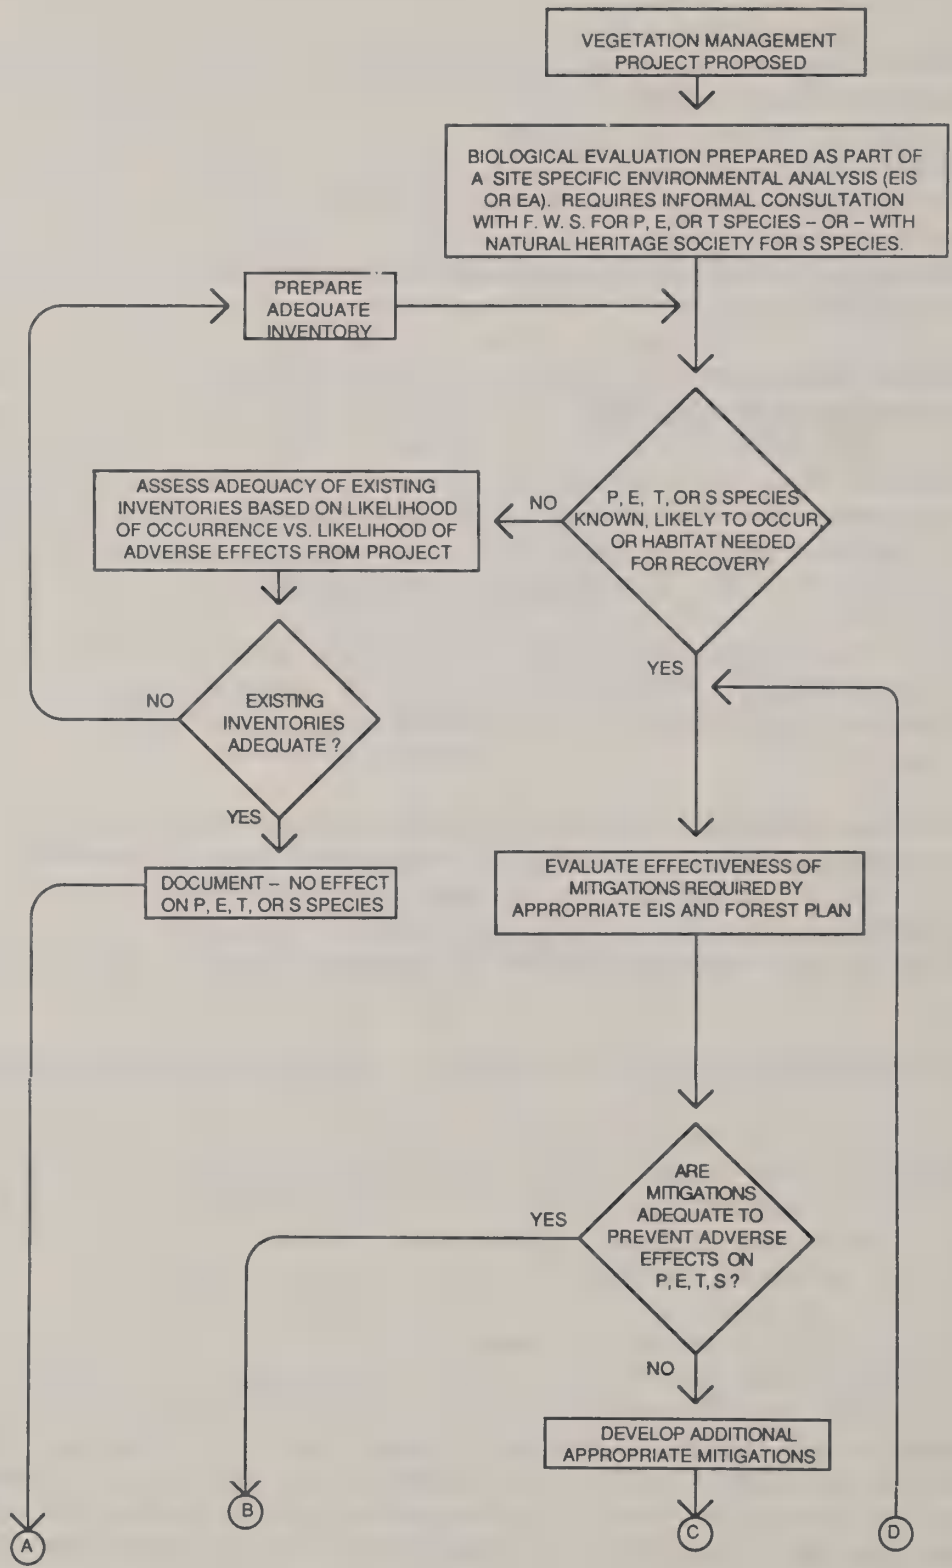 VEGETATION MANAGEMENT
PROJECT PROPOSED
BIOLOGICAL EVALUATION PREPARED AS PART OF
A SITE SPECIFIC ENVIRONMENTAL ANALYSIS (EIS
OR EA). REQUIRES INFORMAL CONSULTATION
WITH F. W. S. FOR P, E, OR T SPECIES – OR – WITH
NATURAL HERITAGE SOCIETY FOR S SPECIES.
PREPARE
ADEQUATE
INVENTORY
P, E, T, OR S SPECIES
KNOWN, LIKELY TO OCCUR,
OR HABITAT NEEDED
FOR RECOVERY
NO
ASSESS ADEQUACY OF EXISTING
INVENTORIES BASED ON LIKELIHOOD
OF OCCURRENCE VS. LIKELIHOOD OF
ADVERSE EFFECTS FROM PROJECT
YES
NO
EXISTING
INVENTORIES
ADEQUATE ?
YES
DOCUMENT – NO EFFECT
ON P, E, T, OR S SPECIES
EVALUATE EFFECTIVENESS OF
MITIGATIONS REQUIRED BY
APPROPRIATE EIS AND FOREST PLAN
ARE
MITIGATIONS
ADEQUATE TO
PREVENT ADVERSE
EFFECTS ON
P, E, T, S ?
YES
NO
DEVELOP ADDITIONAL
APPROPRIATE MITIGATIONS
A
B
C
D